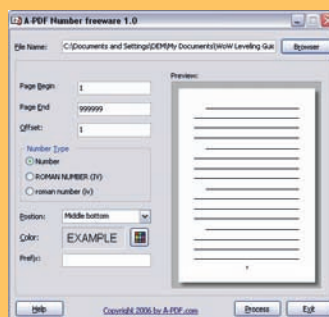 A-PDF Number freeware 1.0
File Name: C:\Documents and Settings\OEM\My Documents\WoW Leveling Gui Browser
Preview:
Page Begin 1
Page End 999999
Offset: 1
Number Type
Number
ROMAN NUMBER (IV)
roman number (iv)
Position: Middle bottom
Color: EXAMPLE
Prefix:
Help Copyright 2006 by A-PDF.com Process Exit